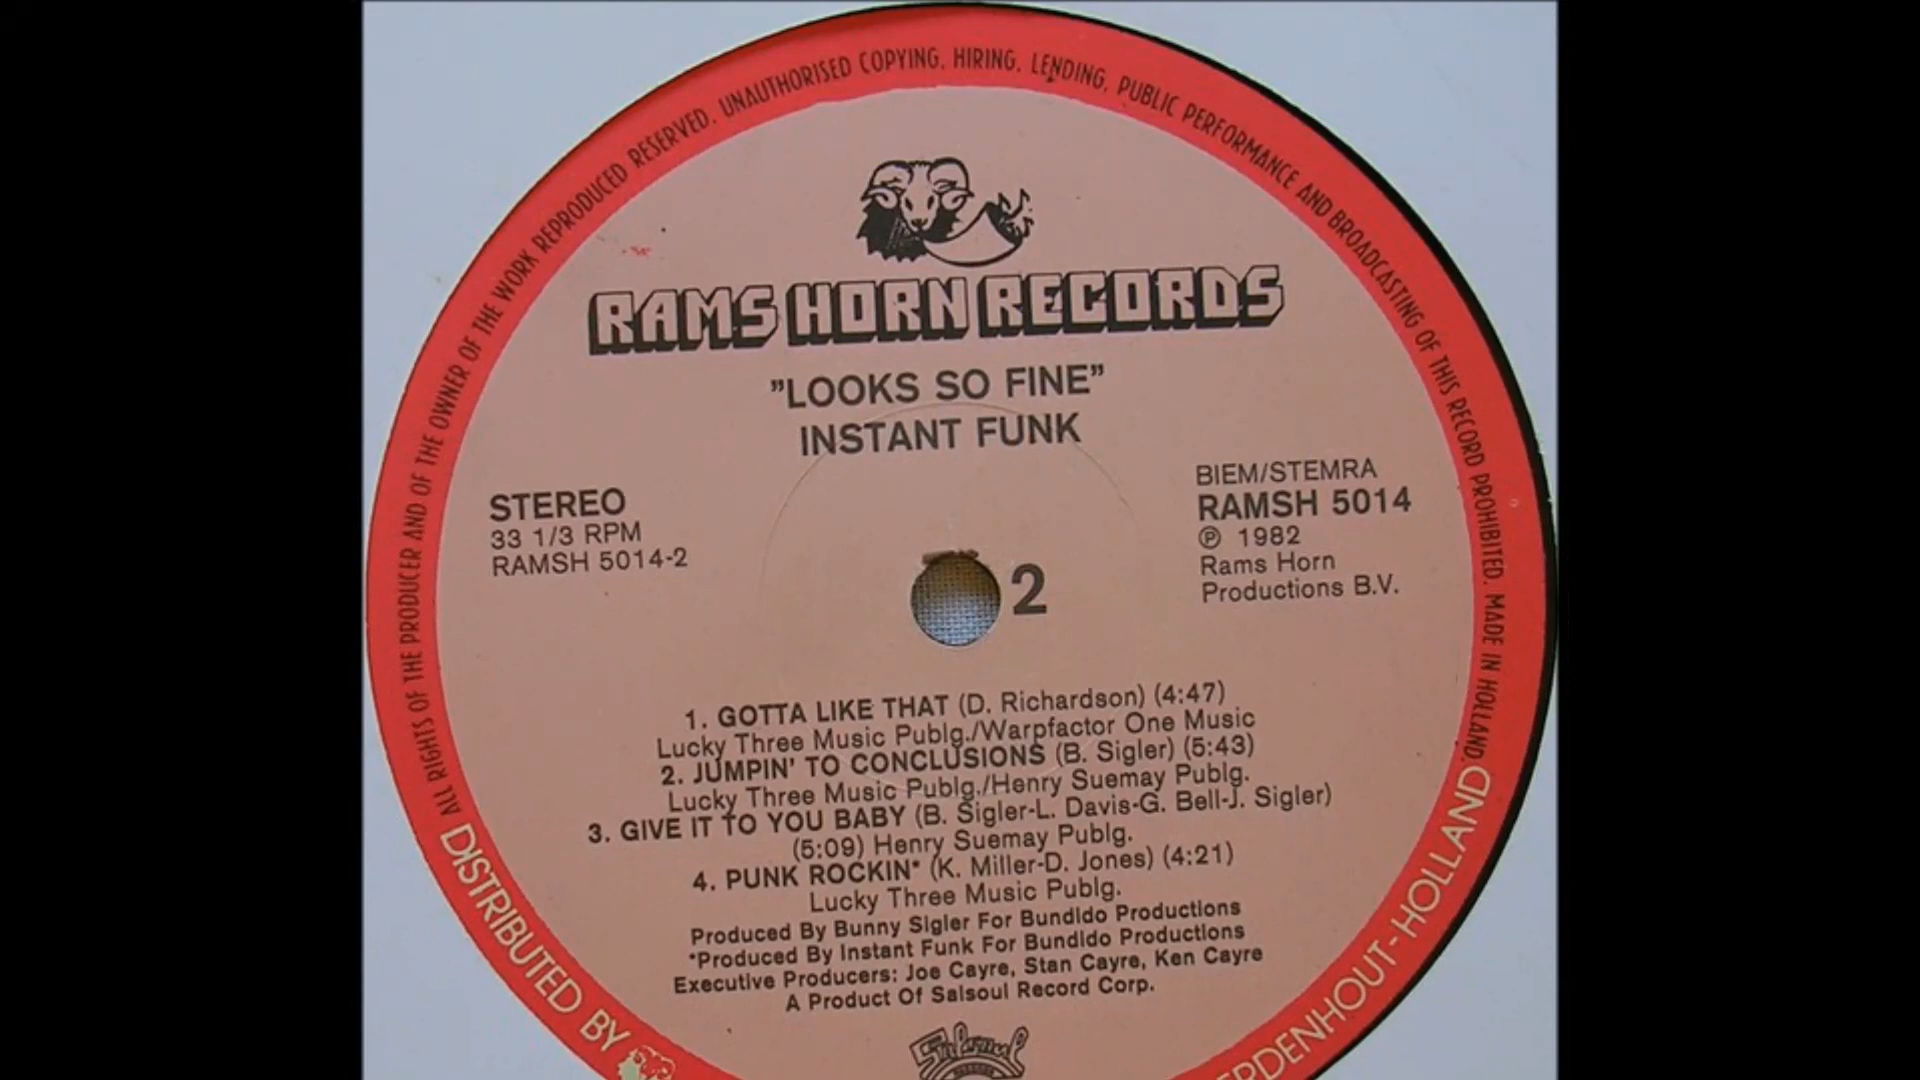 ALL RIGHTS OF THE PRODUCER AND OF THE OWNER OF THE WORK REPRODUCED RESERVED. UNAUTHORISED COPYING, HIRING, LENDING, PUBLIC PERFORMANCE AND BROADCASTING OF THIS RECORD PROHIBITED. MADE IN HOLLAND.
RAMS HORN RECORDS
"LOOKS SO FINE"
INSTANT FUNK
STEREO
33 1/3 RPM
RAMSH 5014-2
BIEM/STEMRA
RAMSH 5014
℗ 1982
Rams Horn
Productions B.V.
2
1. GOTTA LIKE THAT (D. Richardson) (4:47)
Lucky Three Music Publg./Warpfactor One Music
2. JUMPIN' TO CONCLUSIONS (B. Sigler) (5:43)
Lucky Three Music Publg./Henry Suemay Publg.
3. GIVE IT TO YOU BABY (B. Sigler-L. Davis-G. Bell-J. Sigler)
(5:09) Henry Suemay Publg.
4. PUNK ROCKIN* (K. Miller-D. Jones) (4:21)
Lucky Three Music Publg.
Produced By Bunny Sigler For Bundido Productions
*Produced By Instant Funk For Bundido Productions
Executive Producers: Joe Cayre, Stan Cayre, Ken Cayre
A Product Of Salsoul Record Corp.
Salsoul
DISTRIBUTED BY
ERDENHOUT-HOLLAND